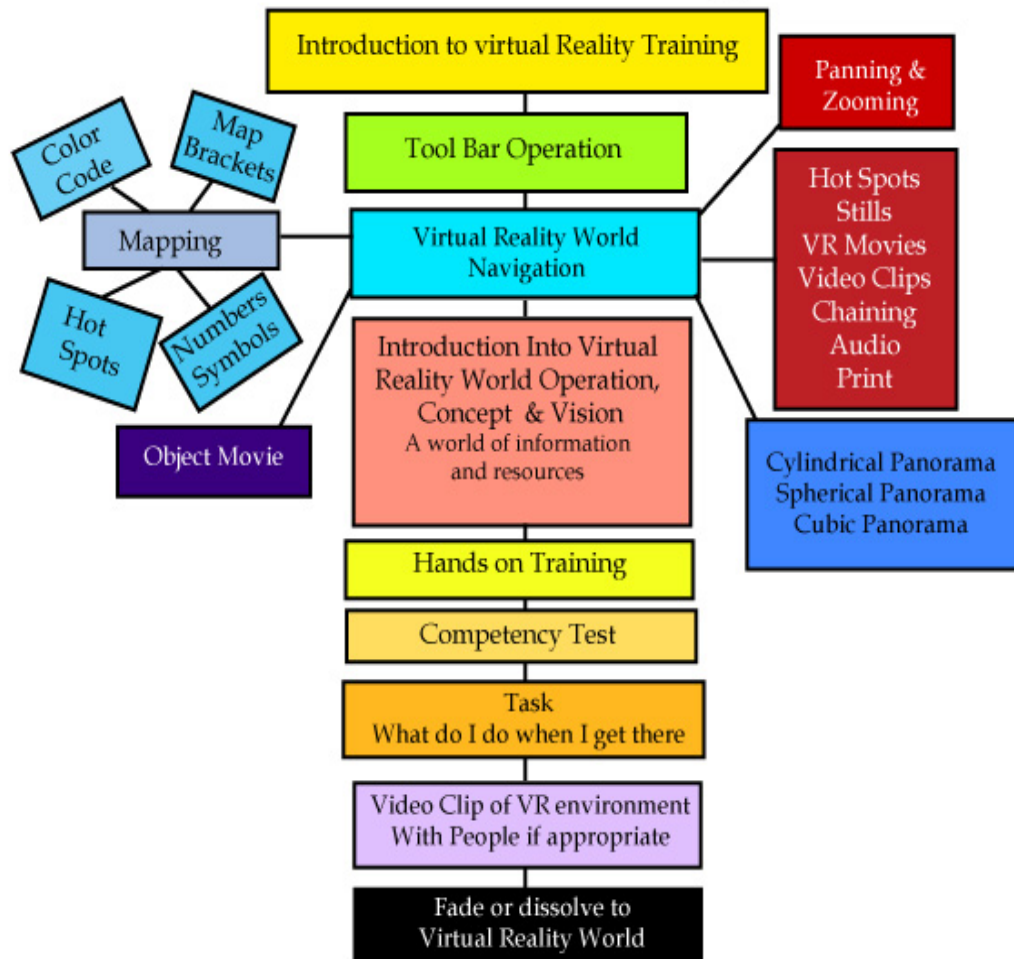 Introduction to virtual Reality Training
Panning &
Zooming
Tool Bar Operation
Color
Code
Map
Brackets
Mapping
Hot
Spots
Numbers
Symbols
Virtual Reality World
Navigation
Hot Spots
Stills
VR Movies
Video Clips
Chaining
Audio
Print
Object Movie
Introduction Into Virtual
Reality World Operation,
Concept & Vision
A world of information
and resources
Cylindrical Panorama
Spherical Panorama
Cubic Panorama
Hands on Training
Competency Test
Task
What do I do when I get there
Video Clip of VR environment
With People if appropriate
Fade or dissolve to
Virtual Reality World